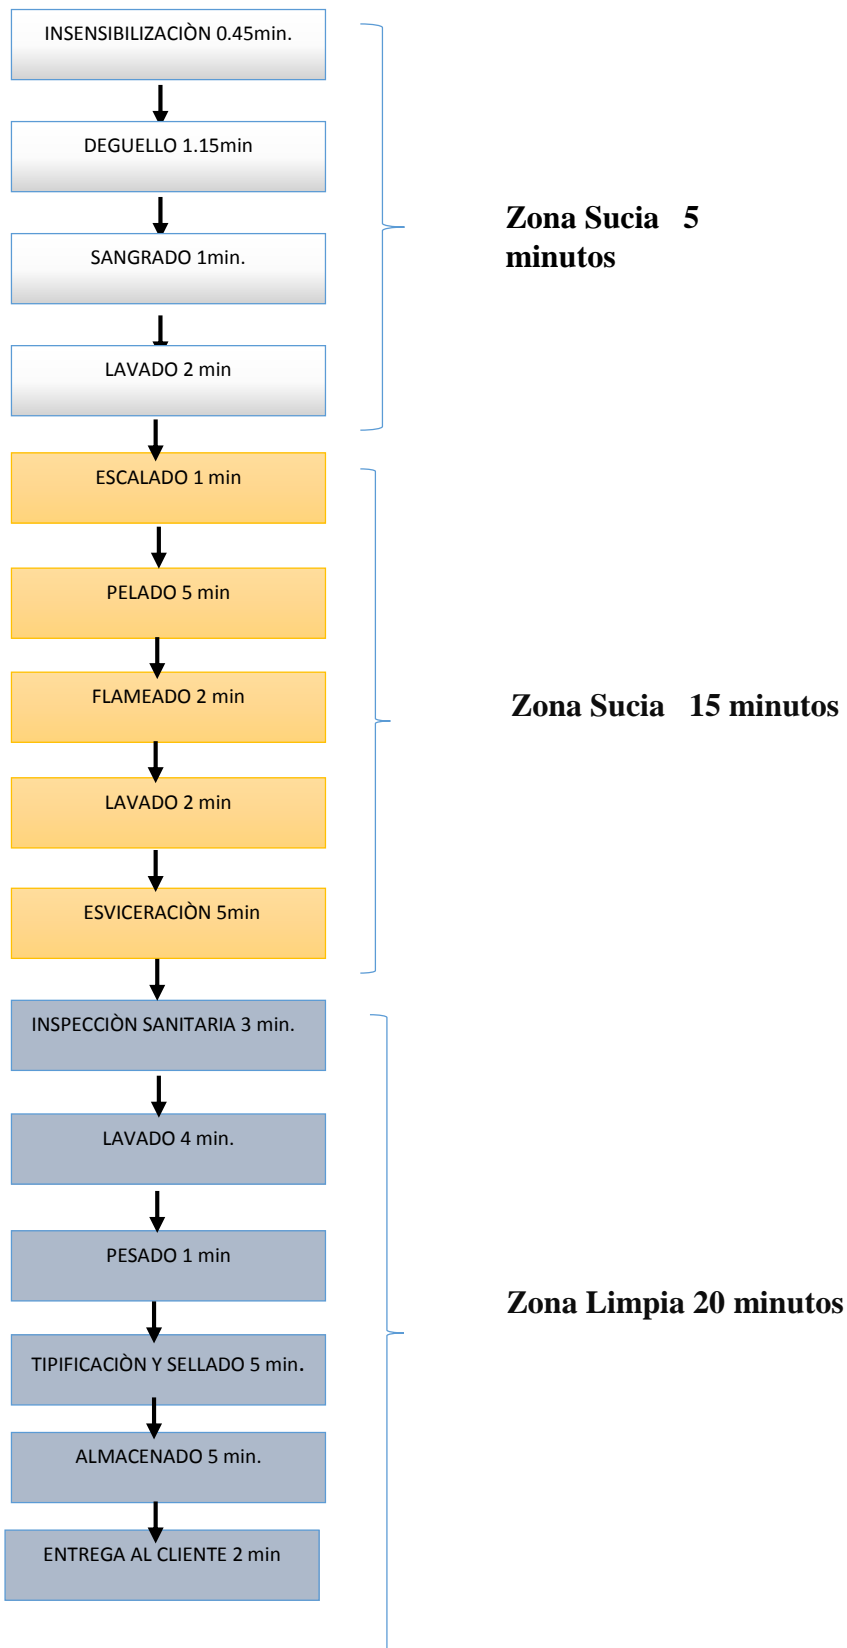 INSENSIBILIZACIÒN 0.45min.
DEGUELLO 1.15min
SANGRADO 1min.
LAVADO 2 min
Zona Sucia   5
minutos
ESCALADO 1 min
PELADO 5 min
FLAMEADO 2 min
LAVADO 2 min
ESVICERACIÒN 5min
Zona Sucia   15 minutos
INSPECCIÒN SANITARIA 3 min.
LAVADO 4 min.
PESADO 1 min
TIPIFICACIÒN Y SELLADO 5 min.
ALMACENADO 5 min.
ENTREGA AL CLIENTE 2 min
Zona Limpia 20 minutos